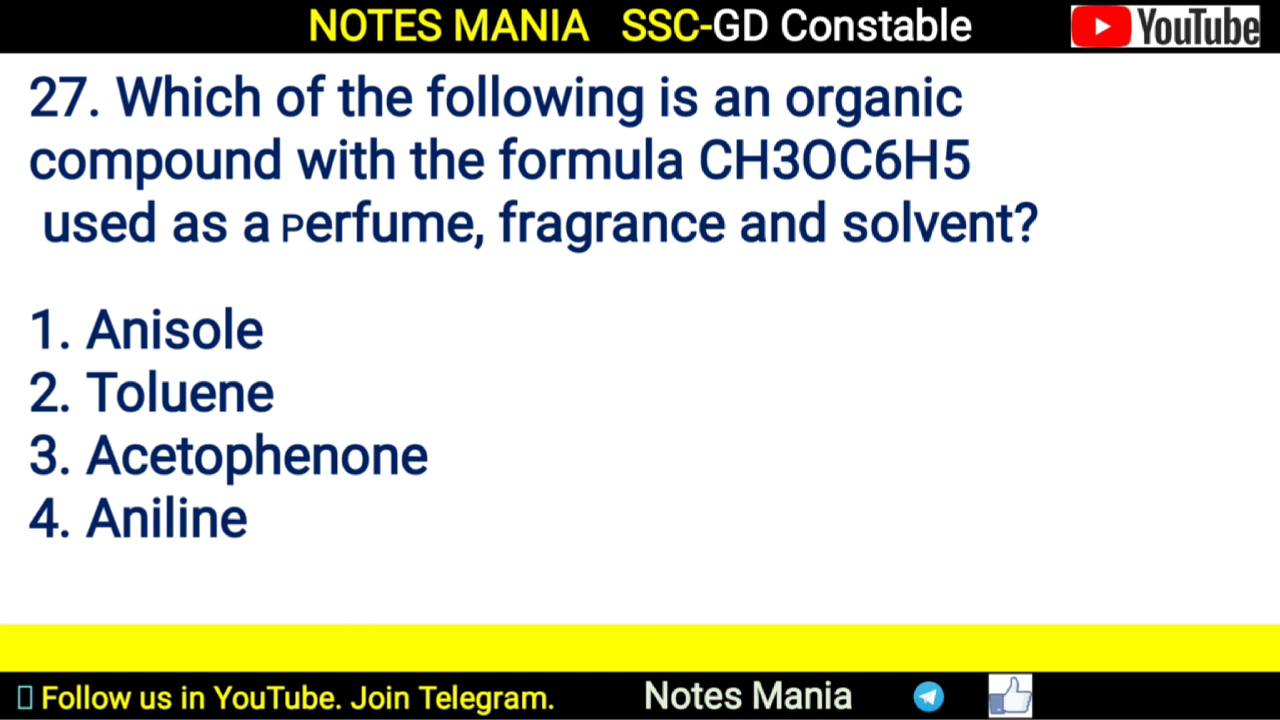 NOTES MANIA SSC-GD Constable YouTube
27. Which of the following is an organic
compound with the formula CH3OC6H5
used as a Perfume, fragrance and solvent?
1. Anisole
2. Toluene
3. Acetophenone
4. Aniline
Follow us in YouTube. Join Telegram. Notes Mania